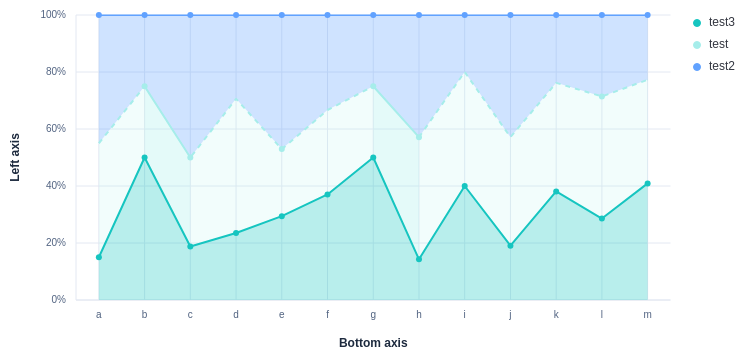 100%
80%
60%
40%
20%
0%
Left axis
a b c d e f g h i j k l m
Bottom axis
test3
test
test2